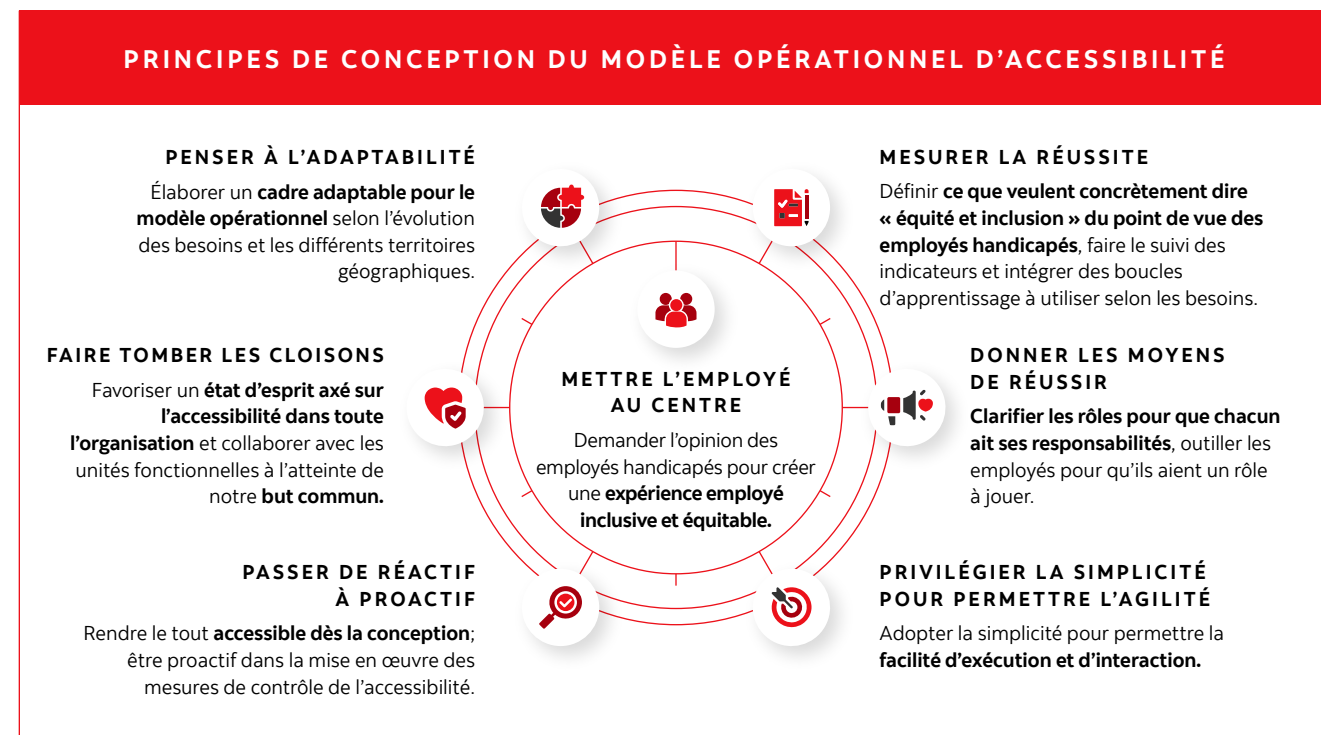 PRINCIPES DE CONCEPTION DU MODÈLE OPÉRATIONNEL D’ACCESSIBILITÉ
PENSER À L’ADAPTABILITÉ
Élaborer un cadre adaptable pour le
modèle opérationnel selon l’évolution
des besoins et les différents territoires
géographiques.
MESURER LA RÉUSSITE
Définir ce que veulent concrètement dire
« équité et inclusion » du point de vue des
employés handicapés, faire le suivi des
indicateurs et intégrer des boucles
d’apprentissage à utiliser selon les besoins.
FAIRE TOMBER LES CLOISONS
Favoriser un état d’esprit axé sur
l’accessibilité dans toute
l’organisation et collaborer avec les
unités fonctionnelles à l’atteinte de
notre but commun.
METTRE L’EMPLOYÉ
AU CENTRE
Demander l’opinion des
employés handicapés pour créer
une expérience employé
inclusive et équitable.
DONNER LES MOYENS
DE RÉUSSIR
Clarifier les rôles pour que chacun
ait ses responsabilités, outiller les
employés pour qu’ils aient un rôle
à jouer.
PASSER DE RÉACTIF
À PROACTIF
Rendre le tout accessible dès la conception;
être proactif dans la mise en œuvre des
mesures de contrôle de l’accessibilité.
PRIVILÉGIER LA SIMPLICITÉ
POUR PERMETTRE L’AGILITÉ
Adopter la simplicité pour permettre la
facilité d’exécution et d’interaction.